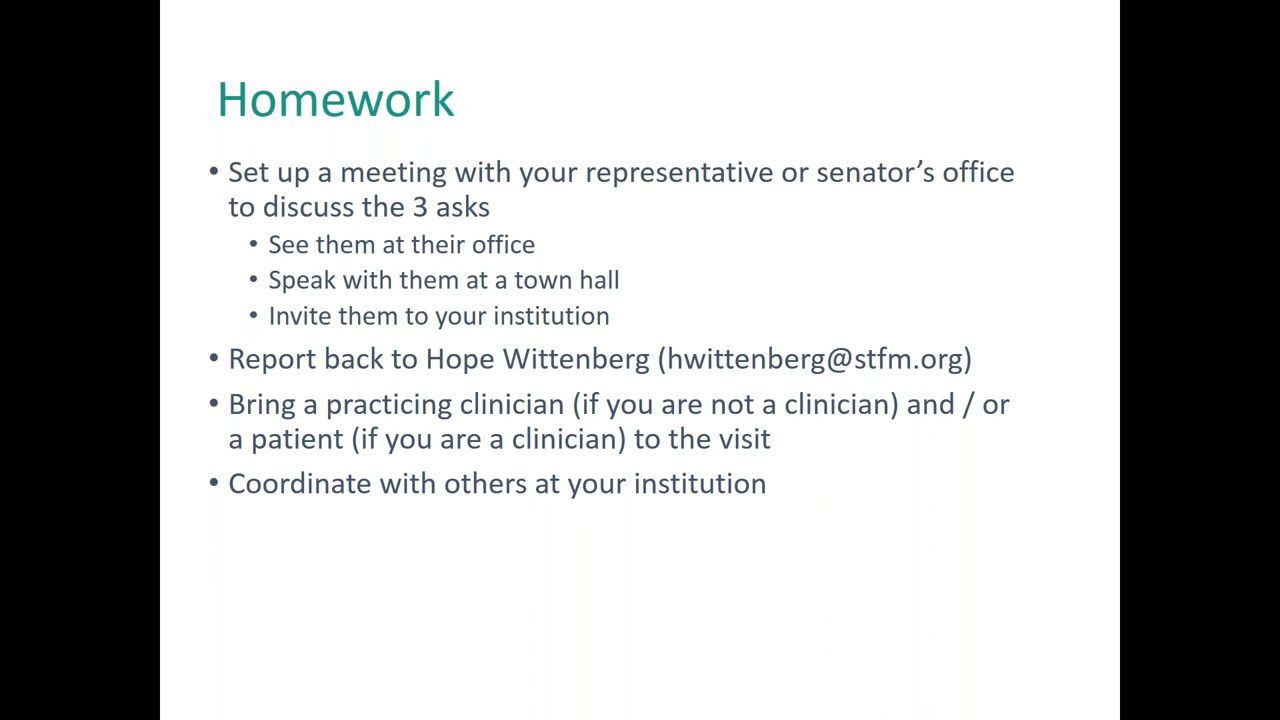 Homework
• Set up a meeting with your representative or senator’s office
to discuss the 3 asks
• See them at their office
• Speak with them at a town hall
• Invite them to your institution
• Report back to Hope Wittenberg (hwittenberg@stfm.org)
• Bring a practicing clinician (if you are not a clinician) and / or
a patient (if you are a clinician) to the visit
• Coordinate with others at your institution